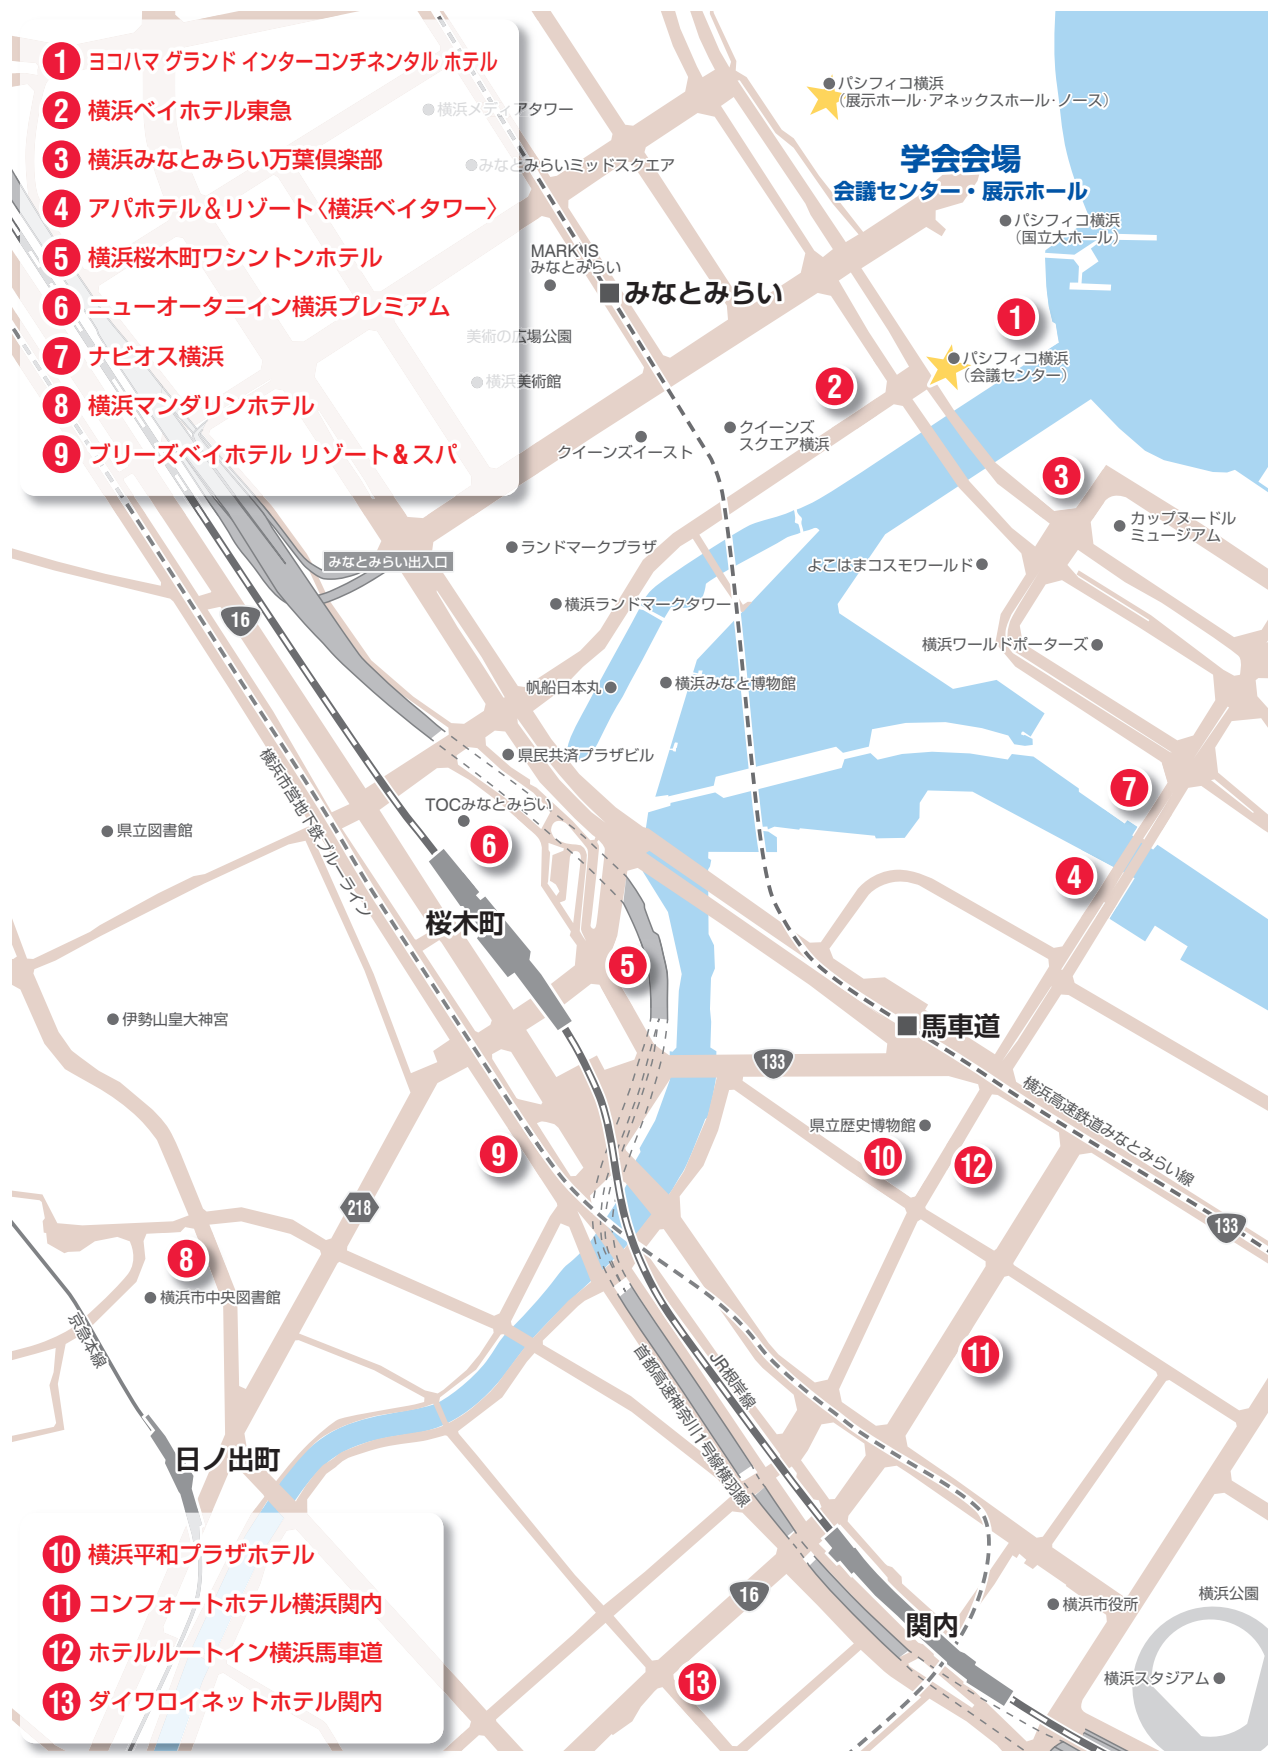 1 ヨコハマ グランド インターコンチネンタル ホテル
2 横浜ベイホテル東急
3 横浜みなとみらい万葉倶楽部
4 アパホテル＆リゾート〈横浜ベイタワー〉
5 横浜桜木町ワシントンホテル
6 ニューオータニイン横浜プレミアム
7 ナビオス横浜
8 横浜マンダリンホテル
9 ブリーズベイホテル リゾート＆スパ
パシフィコ横浜
（展示ホール・アネックスホール・ノース）
横浜メディアタワー
みなとみらいミッドスクエア
学会会場
会議センター・展示ホール
パシフィコ横浜
（国立大ホール）
MARK IS
みなとみらい
みなとみらい
1
美術の広場公園
パシフィコ横浜
（会議センター）
横浜美術館
2
クイーンズ
スクエア横浜
クイーンズイースト
3
カップヌードル
ミュージアム
ランドマークプラザ
みなとみらい出入口
よこはまコスモワールド
横浜ランドマークタワー
16
横浜ワールドポーターズ
帆船日本丸
横浜みなと博物館
県民共済プラザビル
横浜市営地下鉄ブルーライン
7
TOCみなとみらい
県立図書館
6
4
桜木町
5
伊勢山皇大神宮
馬車道
133
横浜高速鉄道みなとみらい線
県立歴史博物館
9
10
12
218
133
8
横浜市中央図書館
京急本線
11
首都高速神奈川1号線横羽線
JR根岸線
日ノ出町
10 横浜平和プラザホテル
11 コンフォートホテル横浜関内
12 ホテルルートイン横浜馬車道
13 ダイワロイネットホテル関内
16
横浜公園
横浜市役所
関内
13
横浜スタジアム